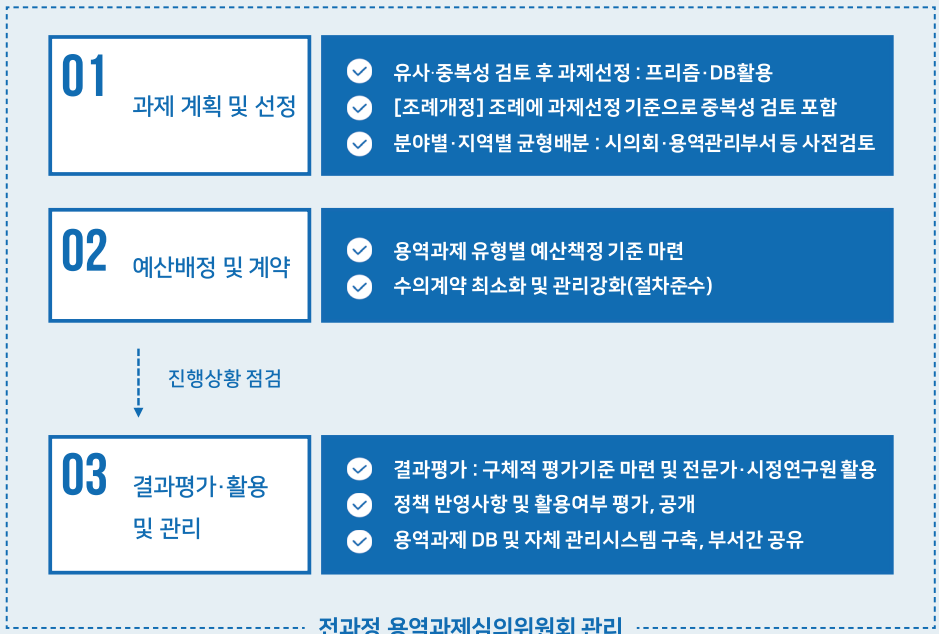 01
과제 계획 및 선정
유사·중복성 검토 후 과제선정 : 프리즘·DB활용
[조례개정] 조례에 과제선정 기준으로 중복성 검토 포함
분야별·지역별 균형배분 : 시의회·용역관리부서 등 사전검토
02
예산배정 및 계약
용역과제 유형별 예산책정 기준 마련
수의계약 최소화 및 관리강화(절차준수)
진행상황 점검
03
결과평가·활용
및 관리
결과평가 : 구체적 평가기준 마련 및 전문가·시정연구원 활용
정책 반영사항 및 활용여부 평가, 공개
용역과제 DB 및 자체 관리시스템 구축, 부서간 공유
전과정 용역과제심의위원회 관리